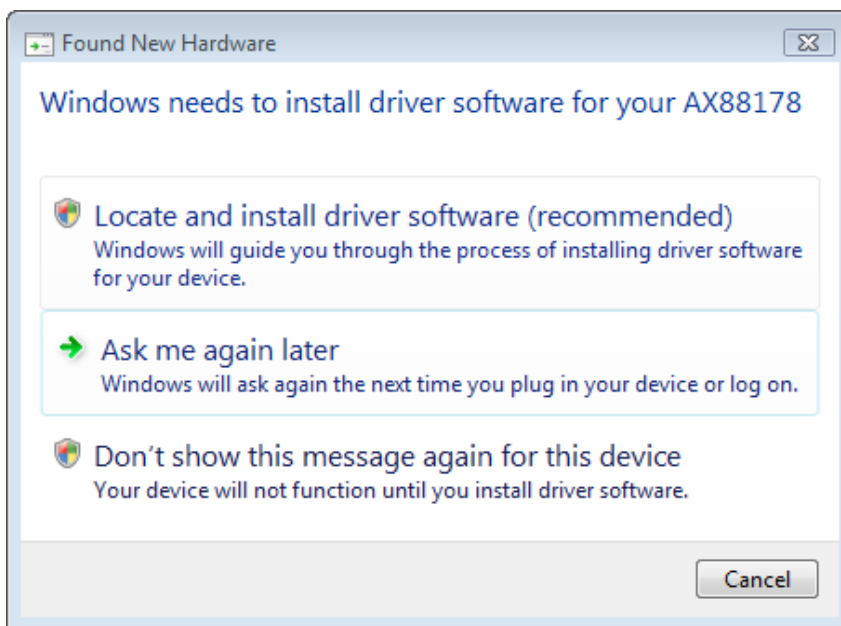 Found New Hardware
Windows needs to install driver software for your AX88178
Locate and install driver software (recommended)
Windows will guide you through the process of installing driver software
for your device.
Ask me again later
Windows will ask again the next time you plug in your device or log on.
Don't show this message again for this device
Your device will not function until you install driver software.
Cancel